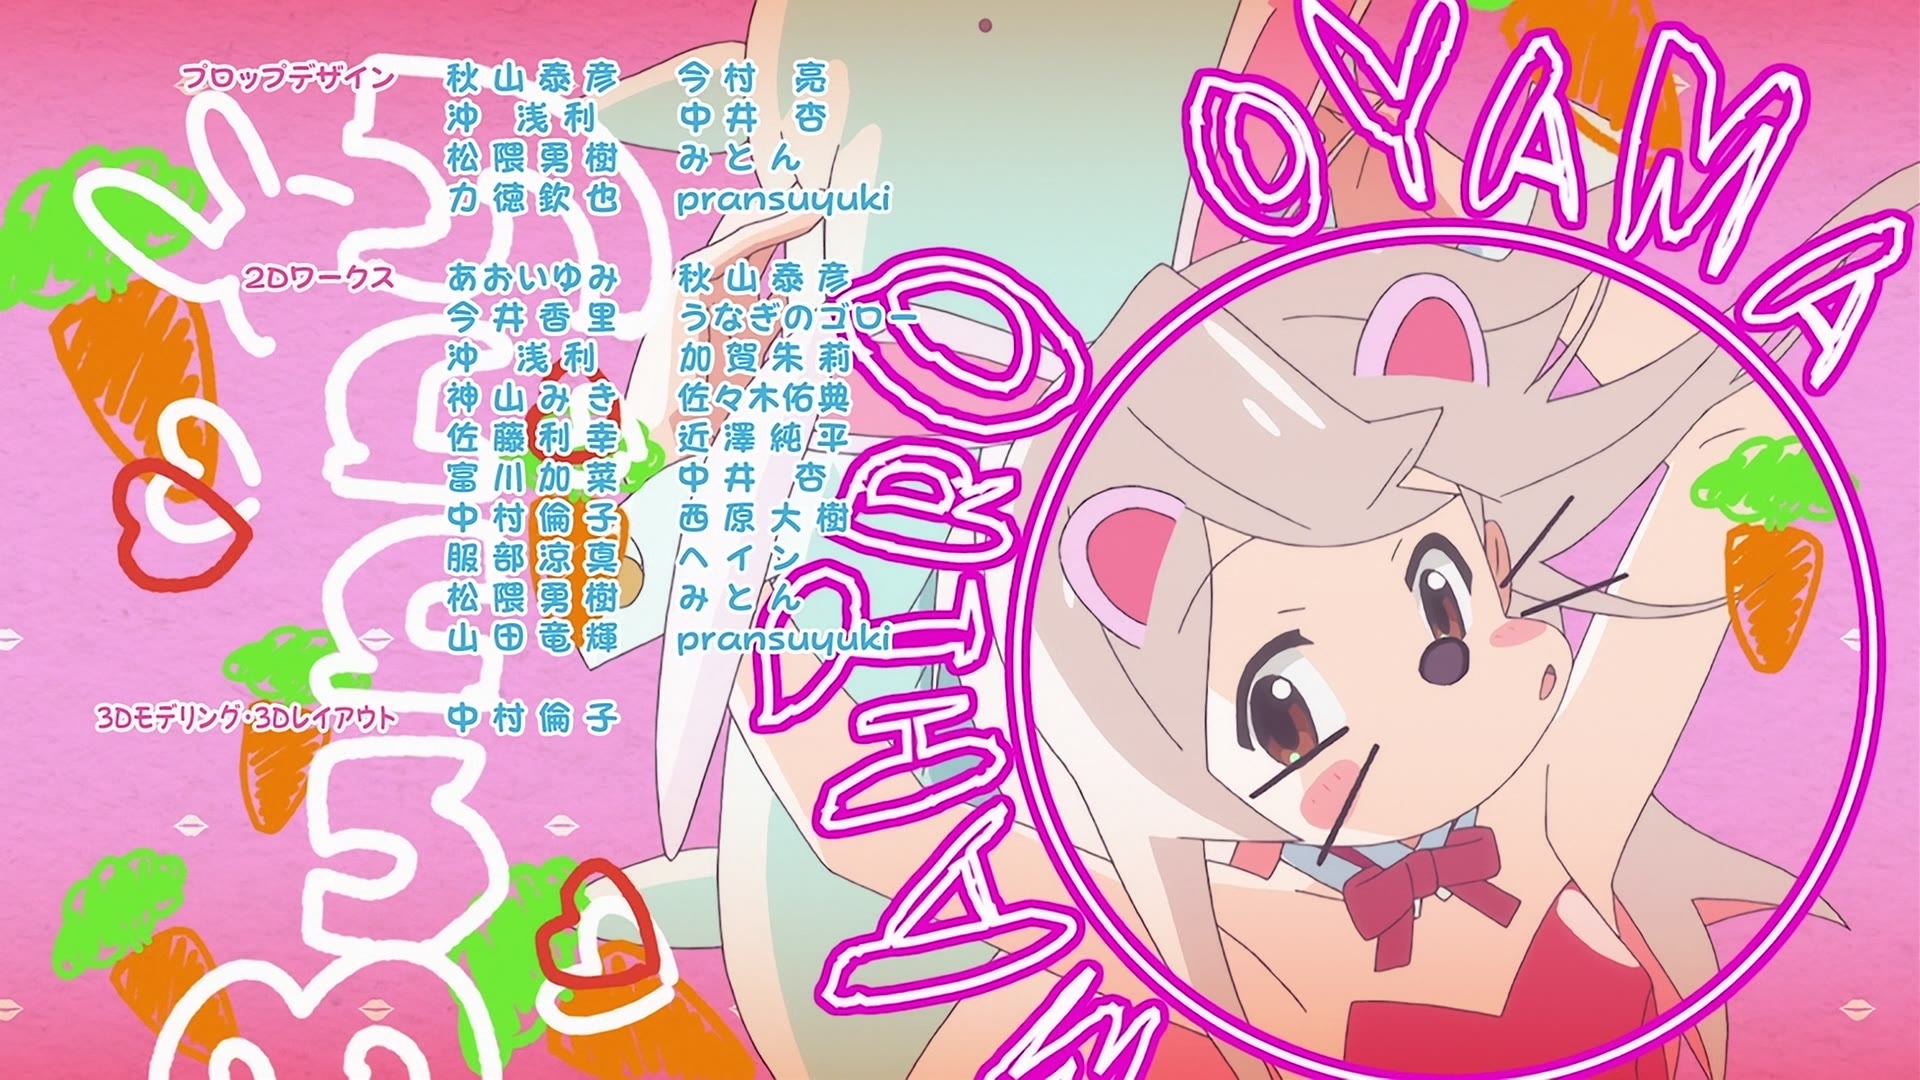 プロップデザイン 秋山泰彦 今村 亮
沖 浅利 中井 杏
松隈勇樹 みとん
力徳欽也 pransuyuki
2Dワークス あおいゆみ 秋山泰彦
今井香里 うなぎのゴロー
沖 浅利 加賀朱莉
神山みき 佐々木佑典
佐藤利幸 近澤純平
富川加菜 中井 杏
中村倫子 西原大樹
服部涼真 ヘイン
松隈勇樹 みとん
山田竜輝 pransuyuki
3Dモデリング・3Dレイアウト 中村倫子
MAHIRO OYAMA